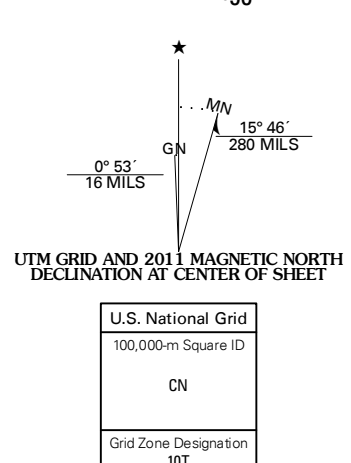 ★
MN
GN
15° 46´
280 MILS
0° 53´
16 MILS
UTM GRID AND 2011 MAGNETIC NORTH
DECLINATION AT CENTER OF SHEET
U.S. National Grid
100,000-m Square ID
CN
Grid Zone Designation
10T